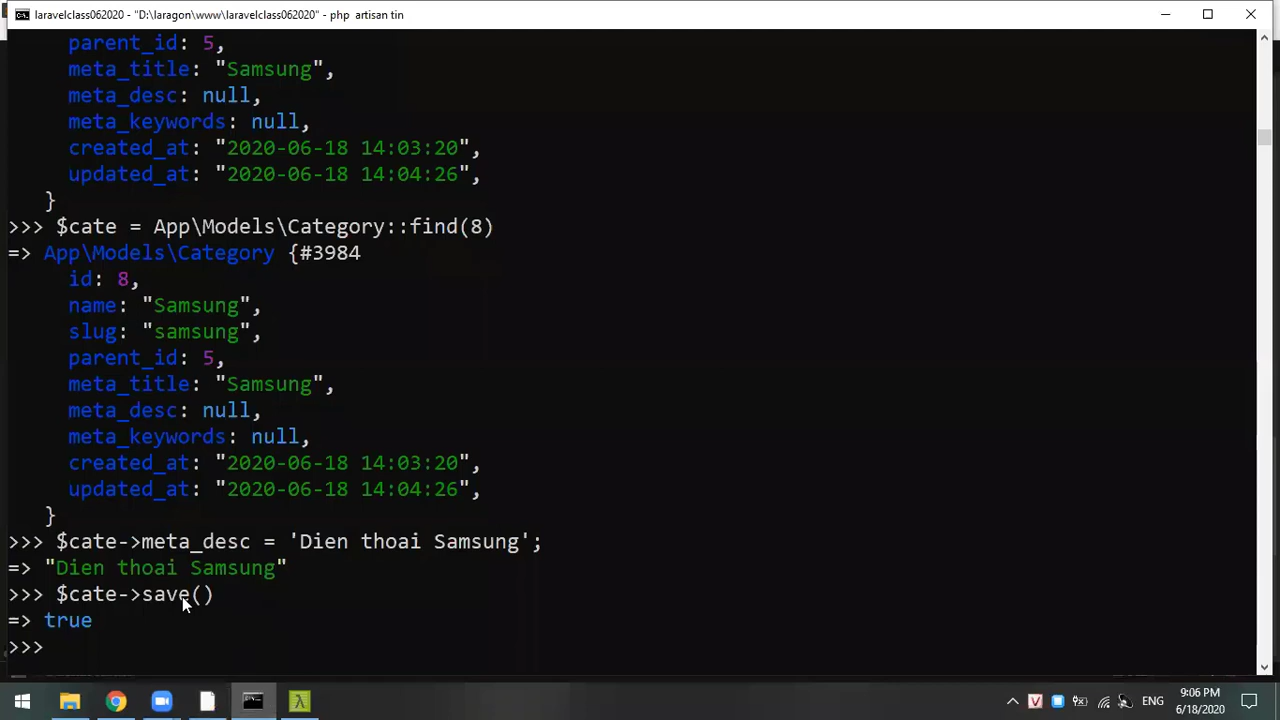 laravelclass062020 - "D:\laragon\www\laravelclass062020" - php  artisan tin
parent_id: 5,
meta_title: "Samsung",
meta_desc: null,
meta_keywords: null,
created_at: "2020-06-18 14:03:20",
updated_at: "2020-06-18 14:04:26",
}
>>> $cate = App\Models\Category::find(8)
=> App\Models\Category {#3984
id: 8,
name: "Samsung",
slug: "samsung",
parent_id: 5,
meta_title: "Samsung",
meta_desc: null,
meta_keywords: null,
created_at: "2020-06-18 14:03:20",
updated_at: "2020-06-18 14:04:26",
}
>>> $cate->meta_desc = 'Dien thoai Samsung';
=> "Dien thoai Samsung"
>>> $cate->save()
=> true
>>>
ENG
9:06 PM
6/18/2020